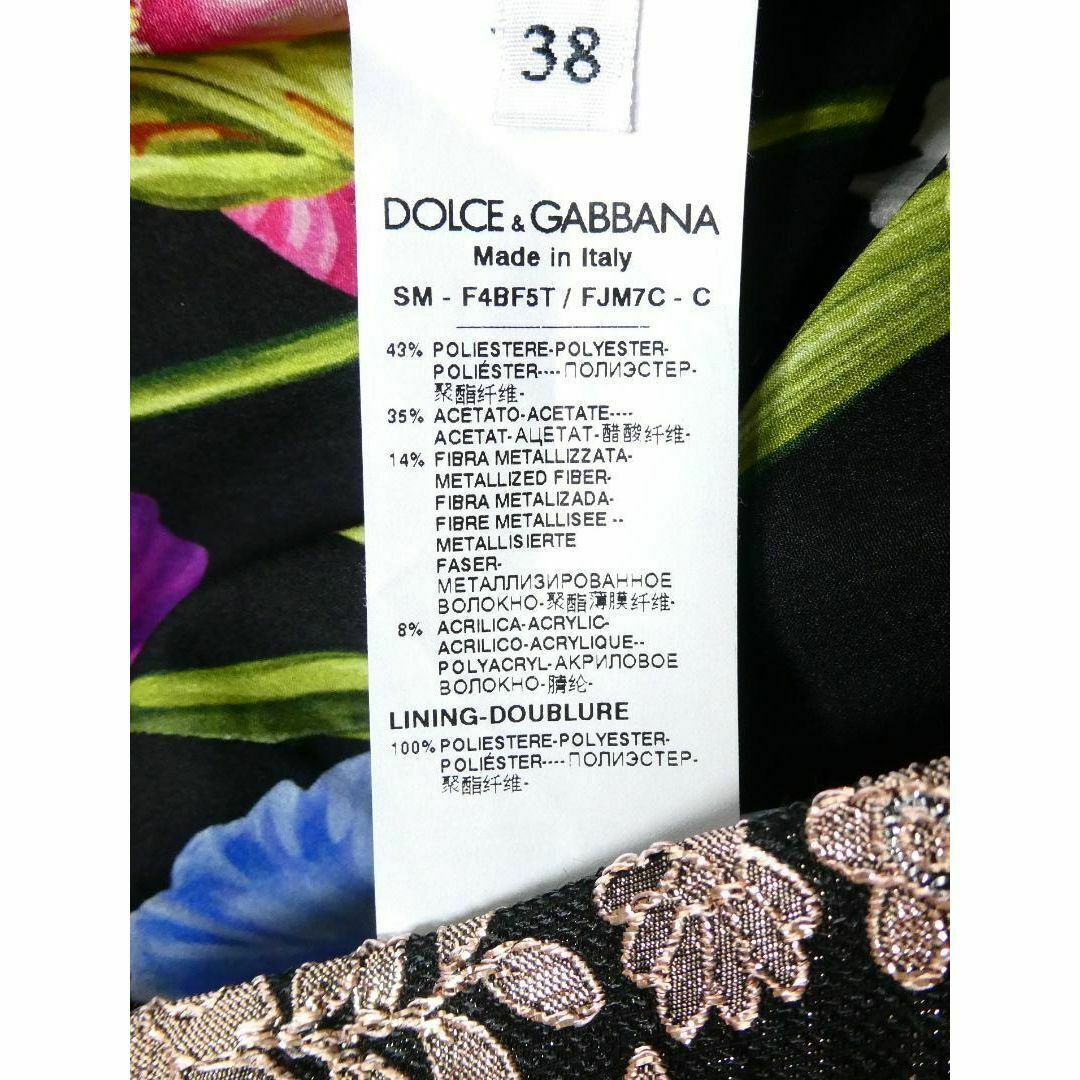 38
DOLCE & GABBANA
Made in Italy
SM - F4BF5T / FJM7C - C
43% POLIESTERE-POLYESTER-
POLIÉSTER----ПОЛИЭСТЕР-
聚酯纤维-
35% ACETATO-ACETATE----
ACETAT-АЦЕТАТ-醋酸纤维-
14% FIBRA METALLIZZATA-
METALLIZED FIBER-
FIBRA METALIZADA-
FIBRE METALLISEE --
METALLISIERTE
FASER-
МЕТАЛЛИЗИРОВАННОЕ
ВОЛОКНО-聚酯薄膜纤维-
8% ACRILICA-ACRYLIC-
ACRILICO-ACRYLIQUE--
POLYACRYL-АКРИЛОВОЕ
ВОЛОКНО-腈纶-
LINING-DOUBLURE
100% POLIESTERE-POLYESTER-
POLIÉSTER----ПОЛИЭСТЕР-
聚酯纤维-